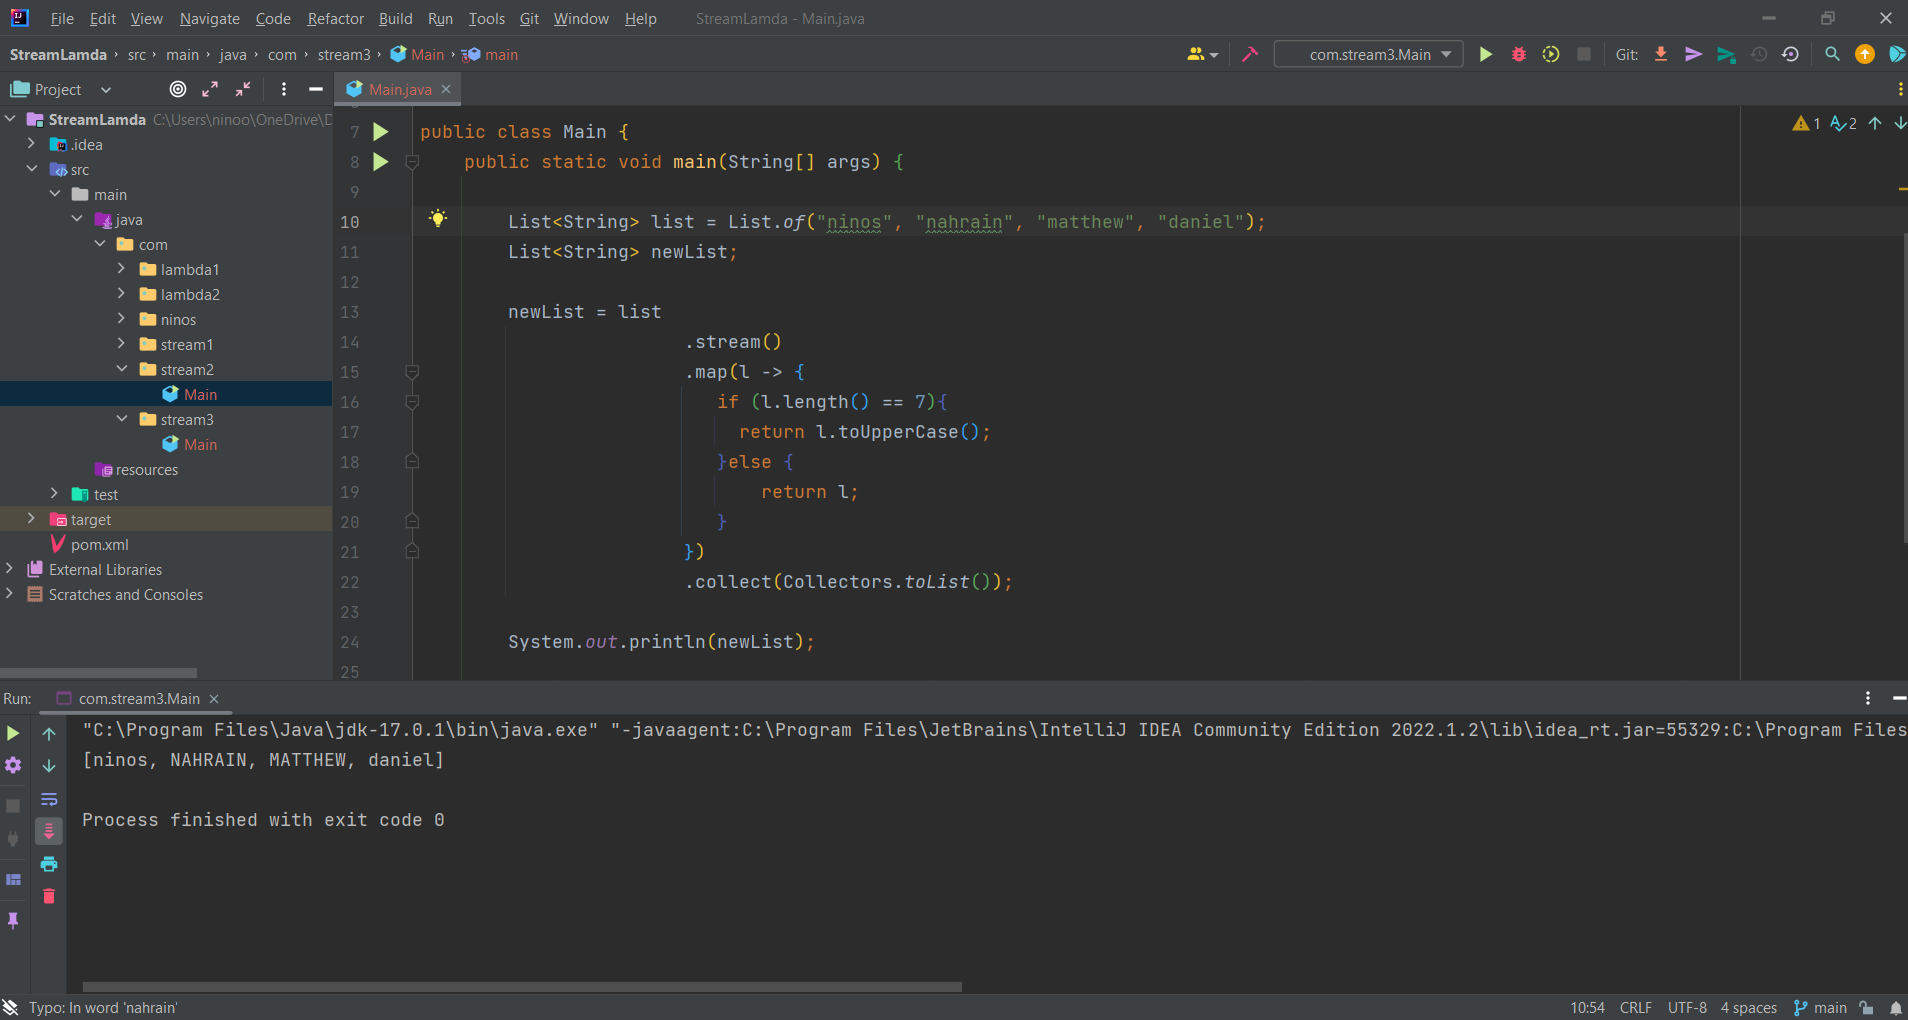 File Edit View Navigate Code Refactor Build Run Tools Git Window Help StreamLamda - Main.java
StreamLamda › src › main › java › com › stream3 › Main › main com.stream3.Main Git:
Project Main.java
StreamLamda C:\Users\ninoo\OneDrive\D
.idea
src
main
java
com
lambda1
lambda2
ninos
stream1
stream2
Main
stream3
Main
resources
test
target
pom.xml
External Libraries
Scratches and Consoles
1 2
7 public class Main {
8 public static void main(String[] args) {
9
10 List<String> list = List.of("ninos", "nahrain", "matthew", "daniel");
11 List<String> newList;
12
13 newList = list
14 .stream()
15 .map(l -> {
16 if (l.length() == 7){
17 return l.toUpperCase();
18 }else {
19 return l;
20 }
21 })
22 .collect(Collectors.toList());
23
24 System.out.println(newList);
25
Run: com.stream3.Main
"C:\Program Files\Java\jdk-17.0.1\bin\java.exe" "-javaagent:C:\Program Files\JetBrains\IntelliJ IDEA Community Edition 2022.1.2\lib\idea_rt.jar=55329:C:\Program Files
[ninos, NAHRAIN, MATTHEW, daniel]
Process finished with exit code 0
Typo: In word 'nahrain' 10:54 CRLF UTF-8 4 spaces main